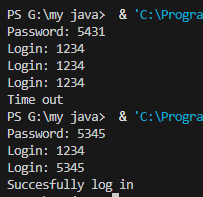 PS G:\my java>  & 'C:\Progra
Password: 5431
Login: 1234
Login: 1234
Login: 1234
Time out
PS G:\my java>  & 'C:\Progra
Password: 5345
Login: 1234
Login: 5345
Succesfully log in